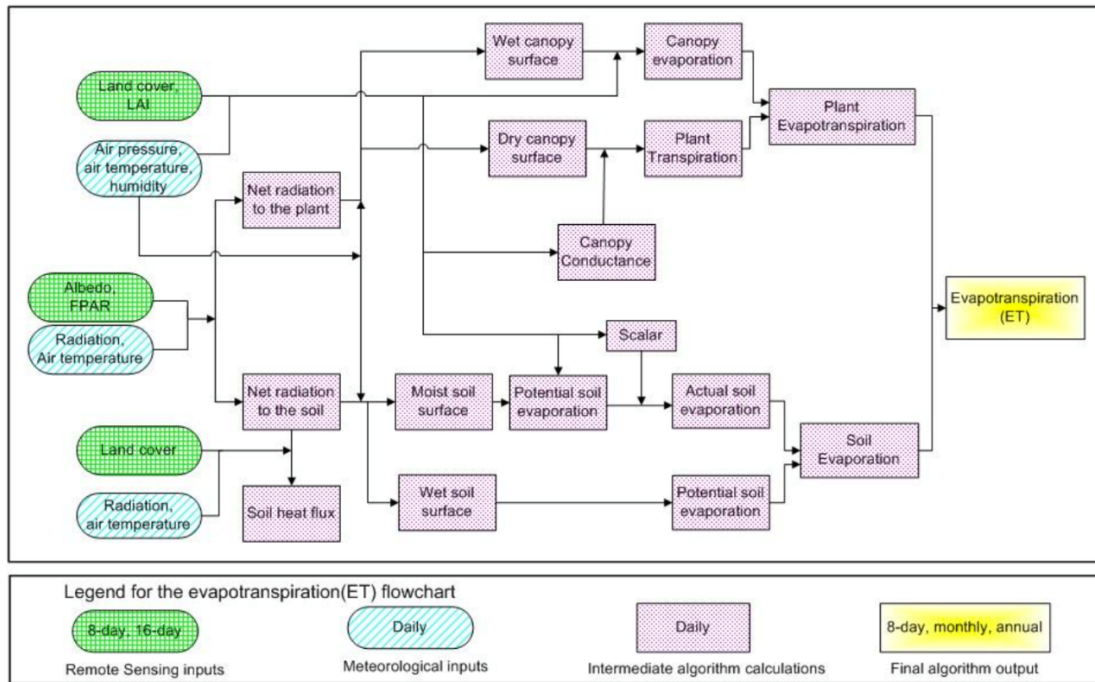 Wet canopy
surface
Canopy
evaporation
Land cover,
LAI
Plant
Evapotranspiration
Air pressure,
air temperature,
humidity
Dry canopy
surface
Plant
Transpiration
Net radiation
to the plant
Canopy
Conductance
Albedo,
FPAR
Evapotranspiration
(ET)
Radiation,
Air temperature
Scalar
Net radiation
to the soil
Moist soil
surface
Potential soil
evaporation
Actual soil
evaporation
Land cover
Soil
Evaporation
Radiation,
air temperature
Soil heat flux
Wet soil
surface
Potential soil
evaporation
Legend for the evapotranspiration(ET) flowchart
8-day, 16-day
Daily
Daily
8-day, monthly, annual
Remote Sensing inputs
Meteorological inputs
Intermediate algorithm calculations
Final algorithm output